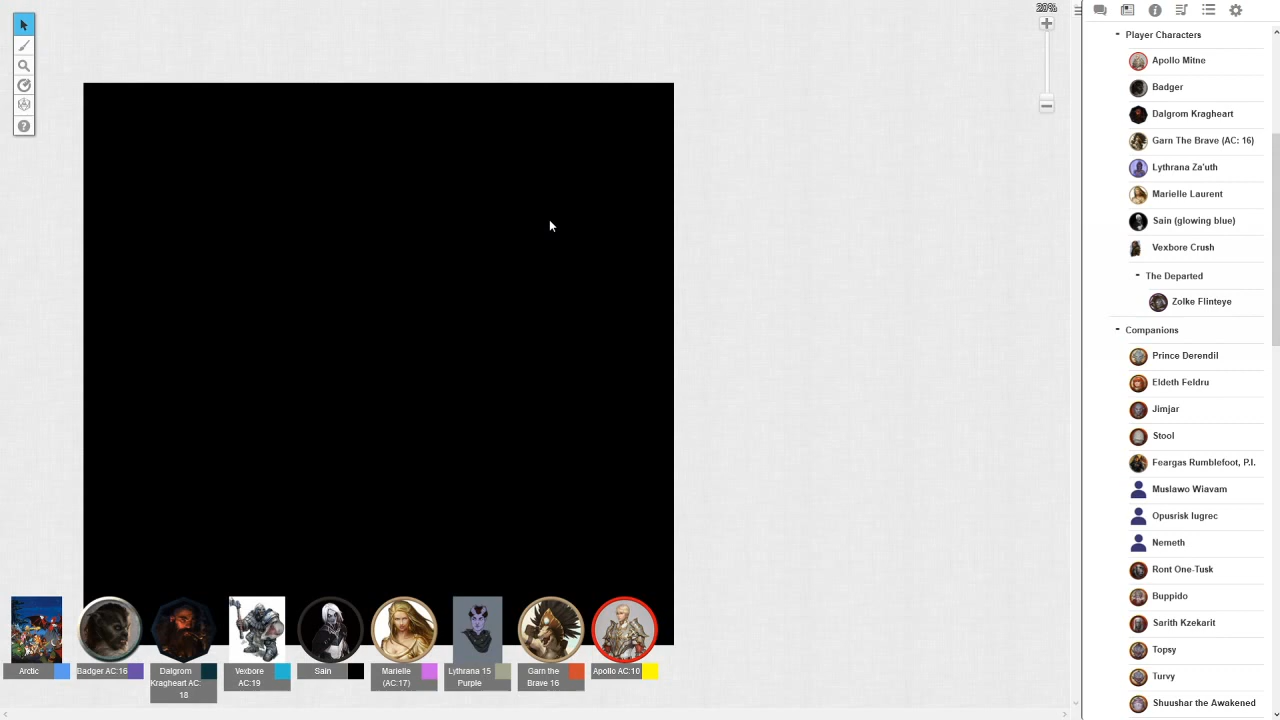 20%
Player Characters
Apollo Mitne
Badger
Dalgrom Kragheart
Garn The Brave (AC: 16)
Lythrana Za'uth
Marielle Laurent
Sain (glowing blue)
Vexbore Crush
The Departed
Zolke Flinteye
Companions
Prince Derendil
Eldeth Feldru
Jimjar
Stool
Feargas Rumblefoot, P.I.
Muslawo Wiavam
Opusrisk Iugrec
Nemeth
Ront One-Tusk
Buppido
Sarith Kzekarit
Topsy
Turvy
Shuushar the Awakened
Arctic
Badger AC:16
Dalgrom
Kragheart AC:
18
Vexbore
AC:19
Sain
Marielle
(AC:17)
Lythrana 15
Purple
Garn the
Brave 16
Apollo AC:10